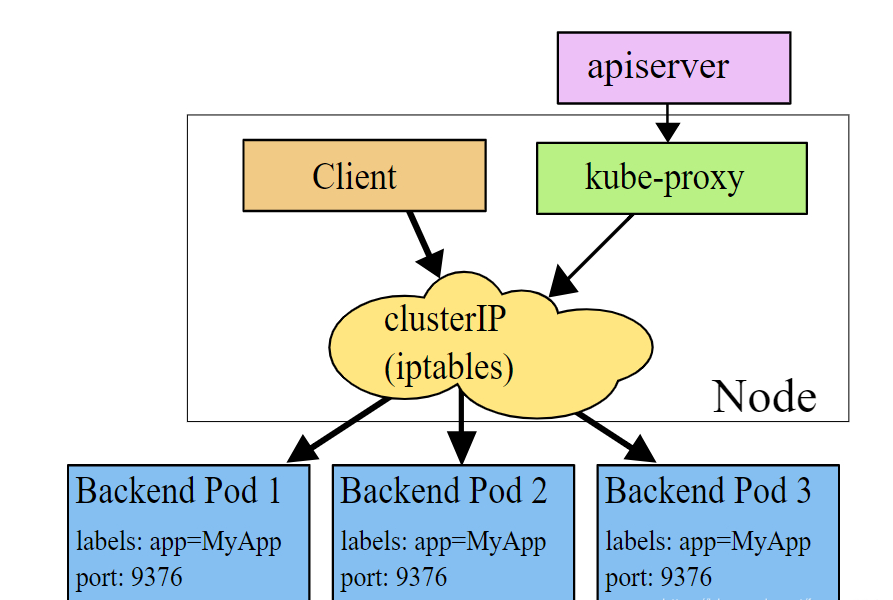 apiserver
Client
kube-proxy
clusterIP
(iptables)
Node
Backend Pod 1
labels: app=MyApp
port: 9376
Backend Pod 2
labels: app=MyApp
port: 9376
Backend Pod 3
labels: app=MyApp
port: 9376